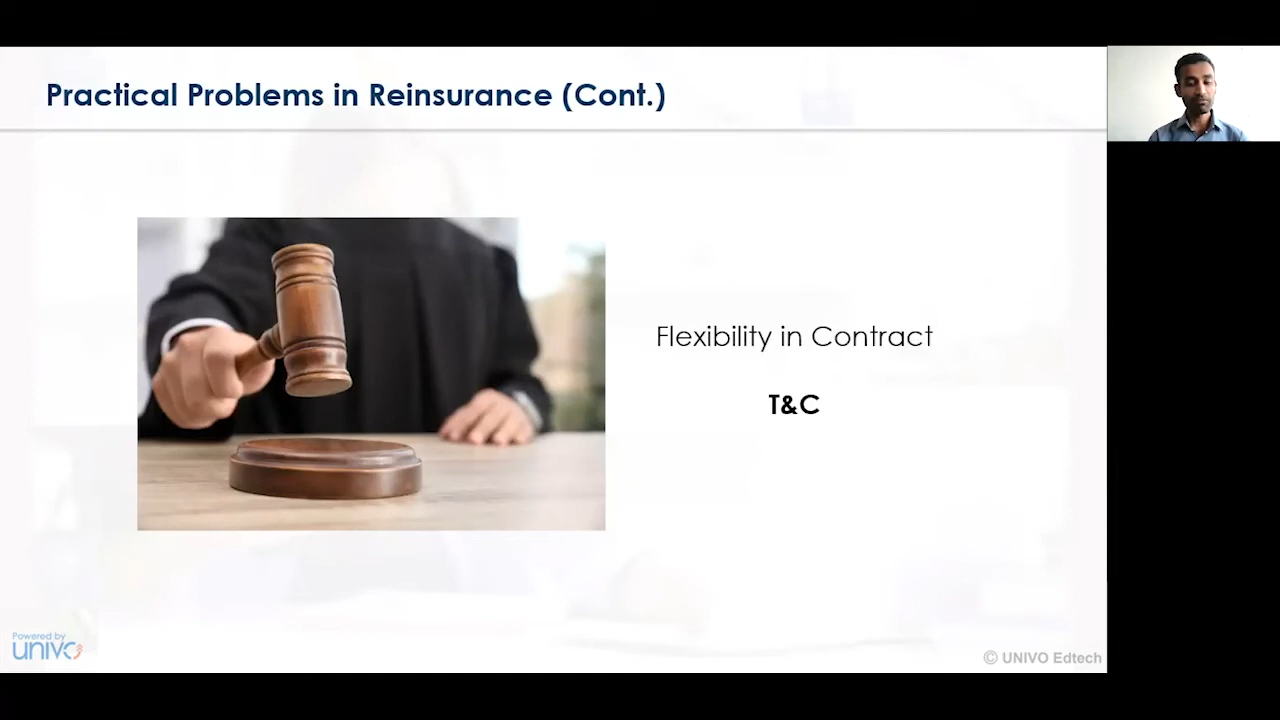 Practical Problems in Reinsurance (Cont.)
Flexibility in Contract
T&C
Powered by
univo
© UNIVO Edtech